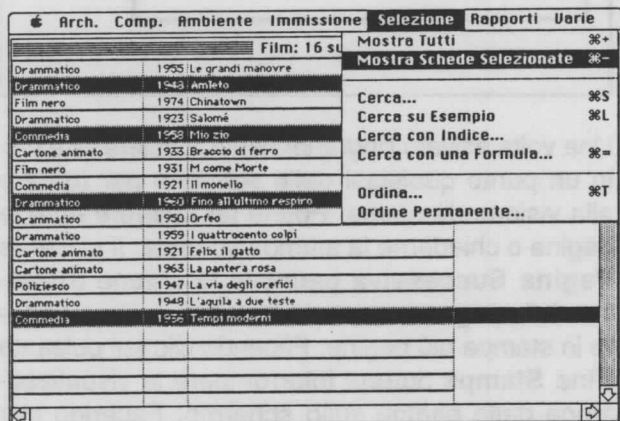 Arch. Comp. Ambiente Immissione Selezione Rapporti Varie
Film: 16 su
Mostra Tutti ⌘+
Mostra Schede Selezionate ⌘-
Cerca... ⌘S
Cerca su Esempio ⌘L
Cerca con Indice...
Cerca con una Formula... ⌘-
Ordina... ⌘T
Ordine Permanente...
Drammatico 1955 Le grandi manovre
Drammatico 1948 Amleto
Film nero 1974 Chinatown
Drammatico 1923 Salomé
Commedia 1958 Mio zio
Cartone animato 1933 Braccio di ferro
Film nero 1931 M come Morte
Commedia 1921 Il monello
Drammatico 1960 Fino all'ultimo respiro
Drammatico 1950 Orfeo
Drammatico 1959 I quattrocento colpi
Cartone animato 1921 Felix il gatto
Cartone animato 1963 La pantera rosa
Poliziesco 1947 La via degli orefici
Drammatico 1948 L'aquila a due teste
Commedia 1936 Tempi moderni